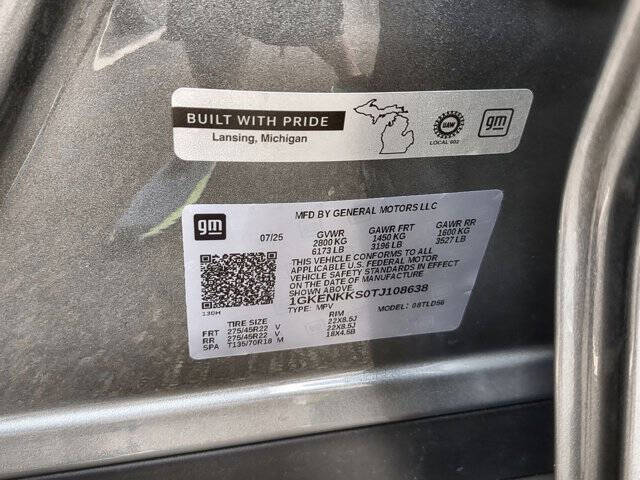 BUILT WITH PRIDE
Lansing, Michigan
UAW
LOCAL 602
gm
gm
MFD BY GENERAL MOTORS LLC
07/25
GVWR GAWR FRT GAWR RR
2800 KG 1450 KG 1600 KG
6173 LB 3196 LB 3527 LB
THIS VEHICLE CONFORMS TO ALL
APPLICABLE U.S. FEDERAL MOTOR
VEHICLE SAFETY STANDARDS IN EFFECT
ON THE DATE OF MANUFACTURE
SHOWN ABOVE.
1GKENKKS0TJ108638
TYPE: MPV MODEL: 08TLD56
130H
TIRE SIZE RIM
FRT 275/45R22 V 22X8.5J
RR 275/45R22 V 22X8.5J
SPA T135/70R18 M 18X4.5B